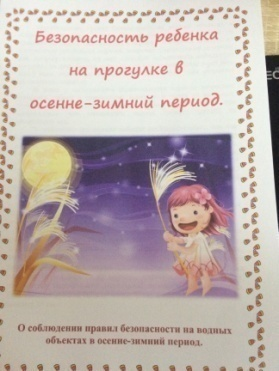 Безопасность ребенка
на прогулке в
осенне-зимний период.
О соблюдении правил безопасности на водных
объектах в осенне-зимний период.